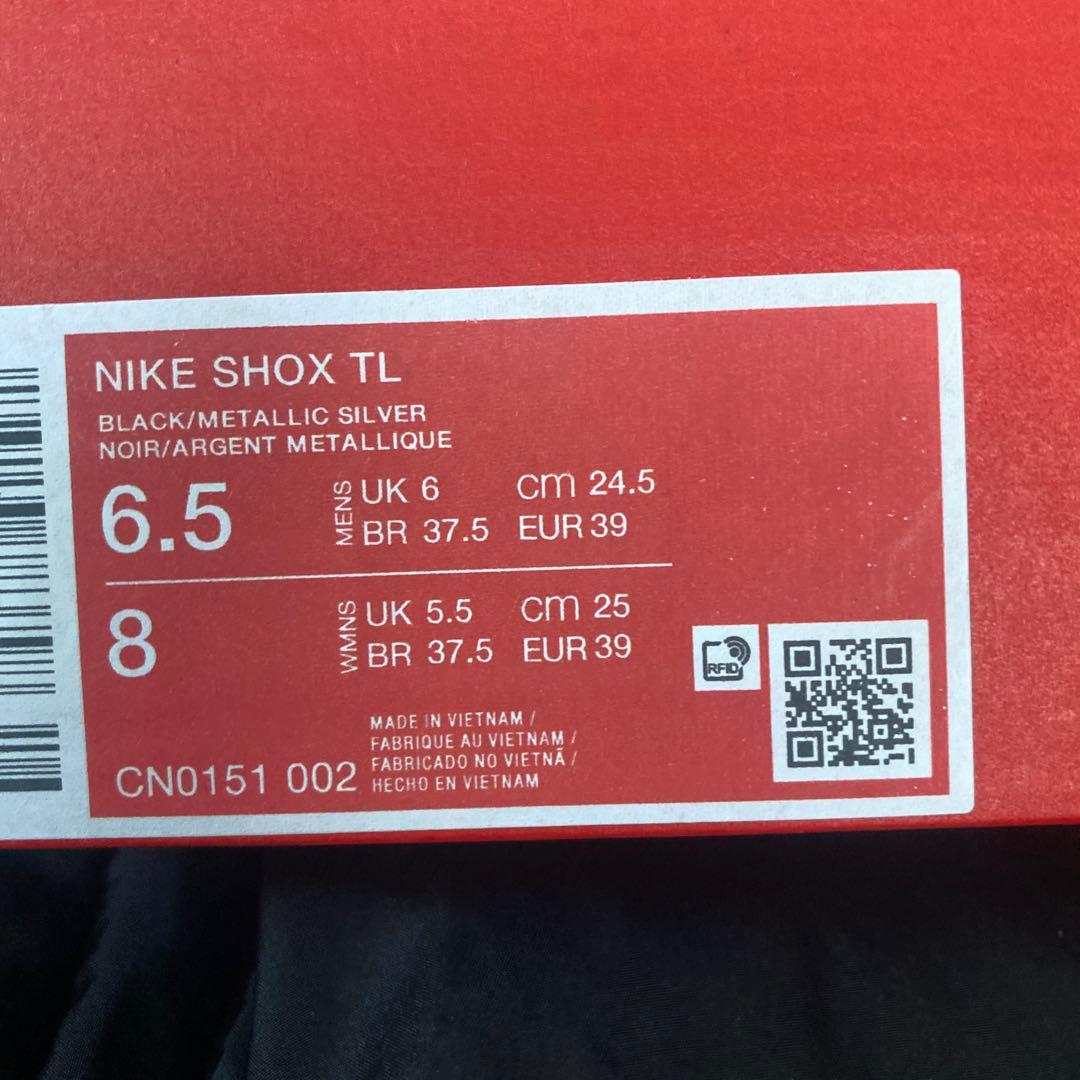 NIKE SHOX TL
BLACK/METALLIC SILVER
NOIR/ARGENT METALLIQUE
6.5
MENS
UK 6 cm 24.5
BR 37.5 EUR 39
8
WMNS
UK 5.5 cm 25
BR 37.5 EUR 39
RFID
MADE IN VIETNAM /
FABRIQUE AU VIETNAM /
FABRICADO NO VIETNÃ /
HECHO EN VIETNAM
CN0151 002